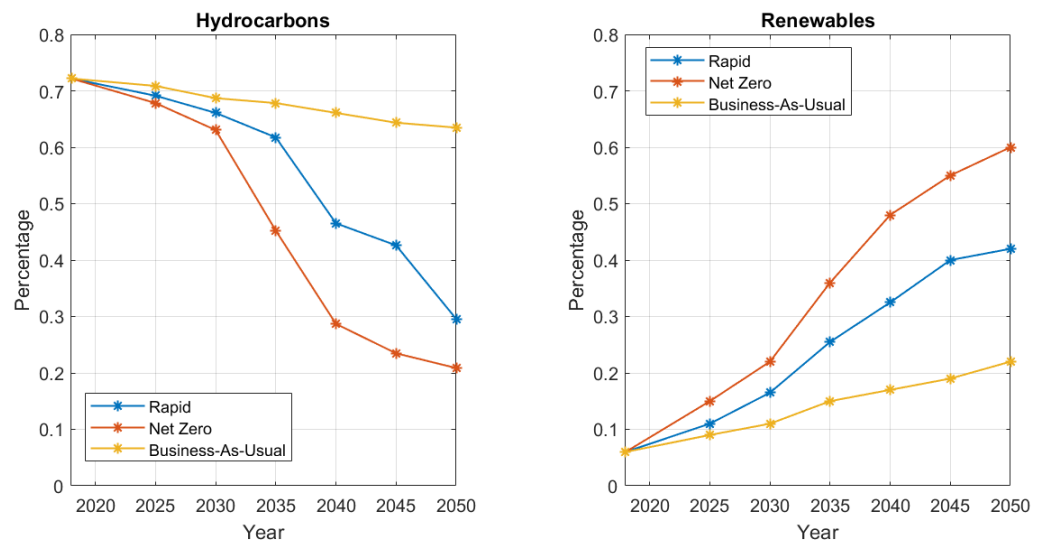 Hydrocarbons
0.8
0.7
0.6
0.5
0.4
0.3
0.2
0.1
0
Percentage
Rapid
Net Zero
Business-As-Usual
2020 2025 2030 2035 2040 2045 2050
Year
Renewables
0.8
0.7
0.6
0.5
0.4
0.3
0.2
0.1
0
Percentage
Rapid
Net Zero
Business-As-Usual
2020 2025 2030 2035 2040 2045 2050
Year